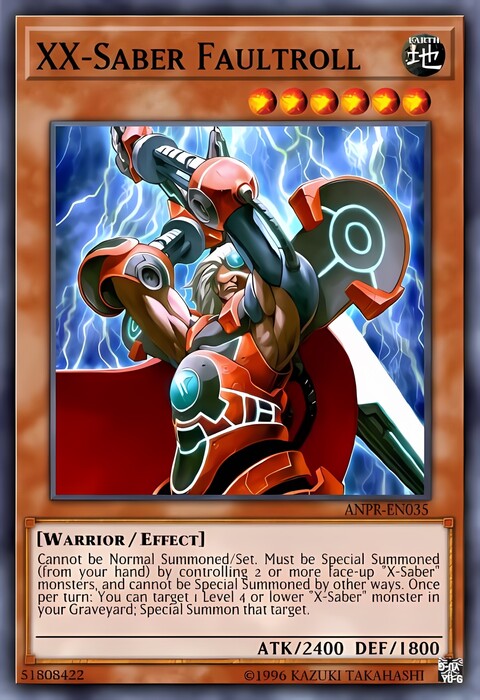 XX-Saber Faultroll
EARTH
地
ANPR-EN035
[Warrior / Effect]
Cannot be Normal Summoned/Set. Must be Special Summoned
(from your hand) by controlling 2 or more face-up "X-Saber"
monsters, and cannot be Special Summoned by other ways. Once
per turn: You can target 1 Level 4 or lower "X-Saber" monster in
your Graveyard; Special Summon that target.
ATK/2400 DEF/1800
51808422
©1996 KAZUKI TAKAHASHI